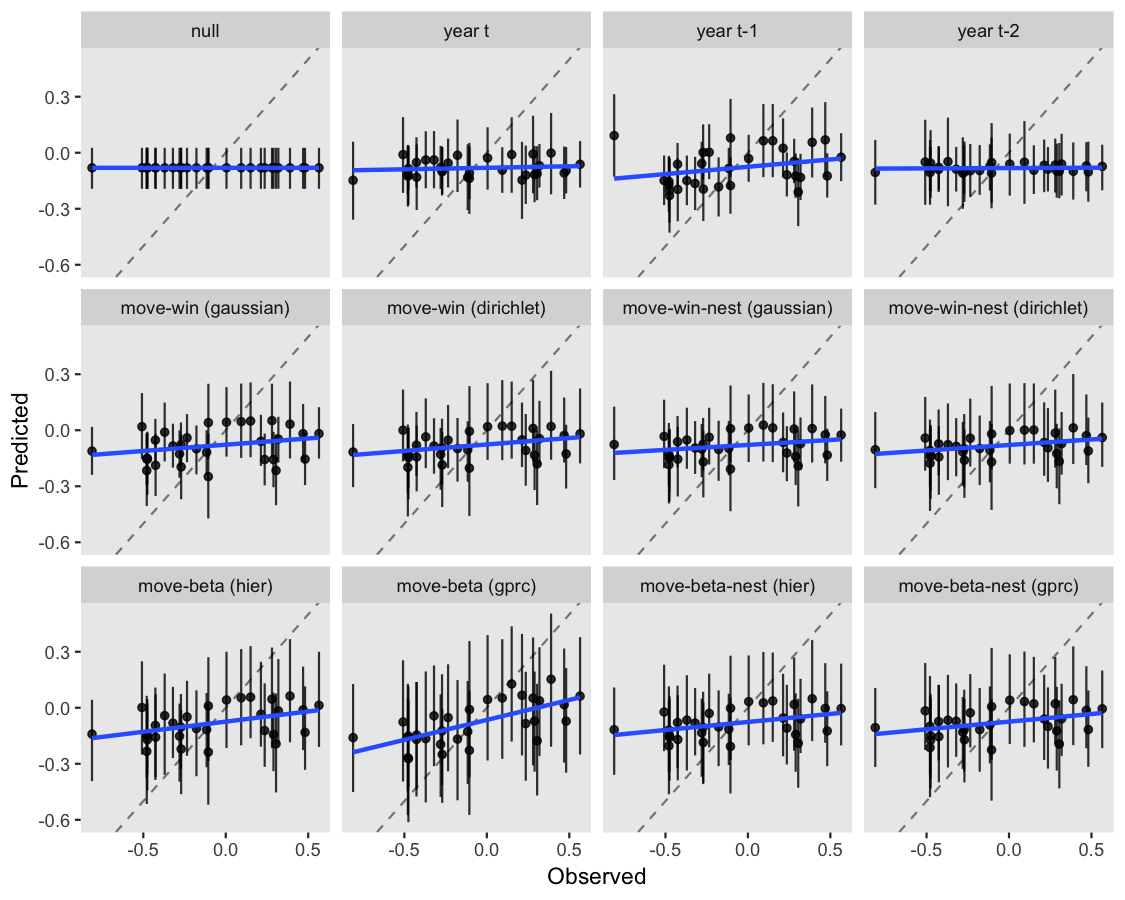 null
year t
year t-1
year t-2
0.3
0.0
-0.3
-0.6
move-win (gaussian)
move-win (dirichlet)
move-win-nest (gaussian)
move-win-nest (dirichlet)
0.3
0.0
-0.3
-0.6
Predicted
move-beta (hier)
move-beta (gprc)
move-beta-nest (hier)
move-beta-nest (gprc)
0.3
0.0
-0.3
-0.6
-0.5 0.0 0.5
-0.5 0.0 0.5
-0.5 0.0 0.5
-0.5 0.0 0.5
Observed